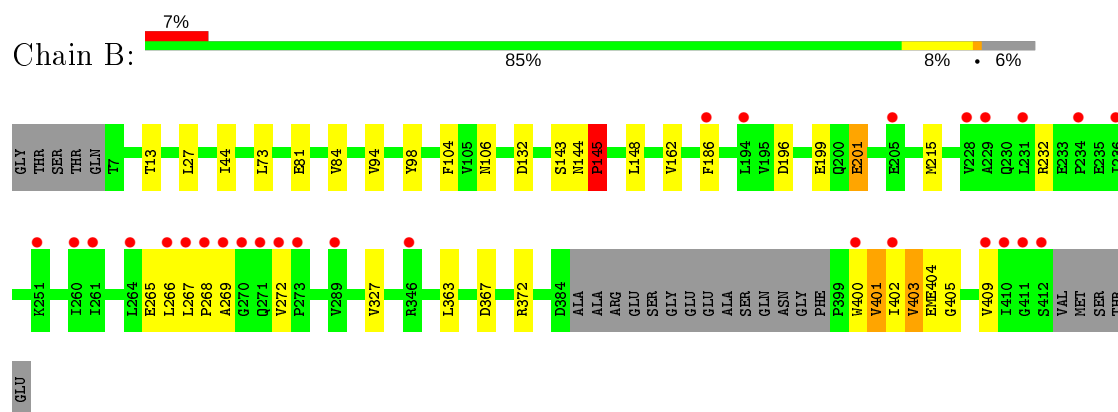 7%
Chain B:
85% 8% • 6%
GLY THR SER THR GLN T7 T13 L27 I44 L73 E81 V84 V94 Y98 F104 V105 N106 D132 S143 N144 P145 L148 V162 F186 L194 V195 D196 E199 Q200 E201 E205 M215 V228 A229 Q230 L231 R232 E233 P234 E235 I236
K251 I260 I261 L264 E265 L266 L267 P268 A269 G270 Q271 V272 P273 V289 V327 R346 L363 D367 R372 D384 ALA ALA ARG GLU SER GLY GLU GLU ALA SER GLN ASN GLY PHE P399 W400 V401 I402 V403 EME404 G405 V409 I410 G411 S412 VAL MET SER THR
GLU